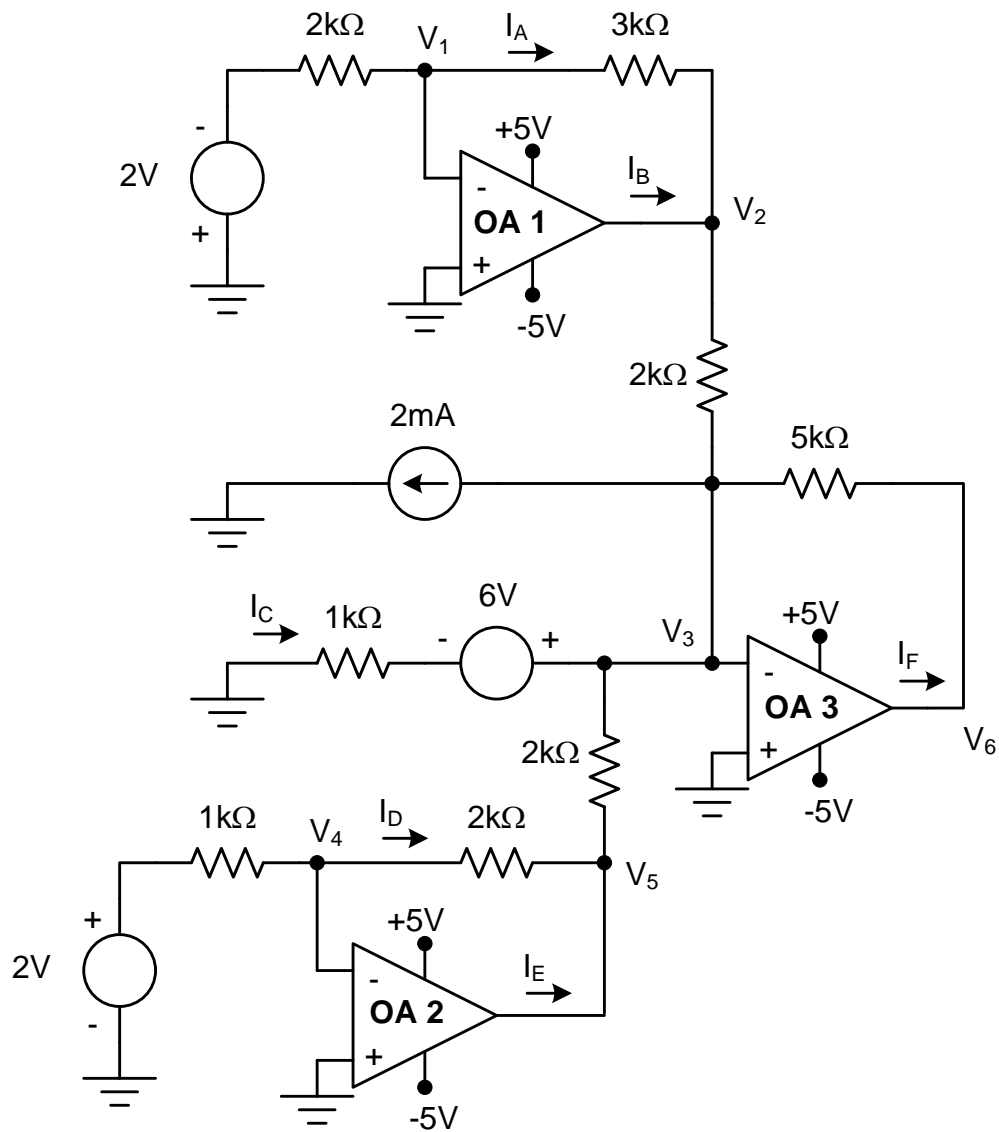 2kΩ
V1
IA
3kΩ
-
2V
+
+5V
-
OA 1
+
-5V
IB
V2
2kΩ
2mA
5kΩ
IC
1kΩ
6V
-
+
V3
+5V
-
OA 3
+
-5V
IF
V6
2kΩ
1kΩ
V4
ID
2kΩ
V5
+
2V
-
+5V
-
OA 2
+
-5V
IE